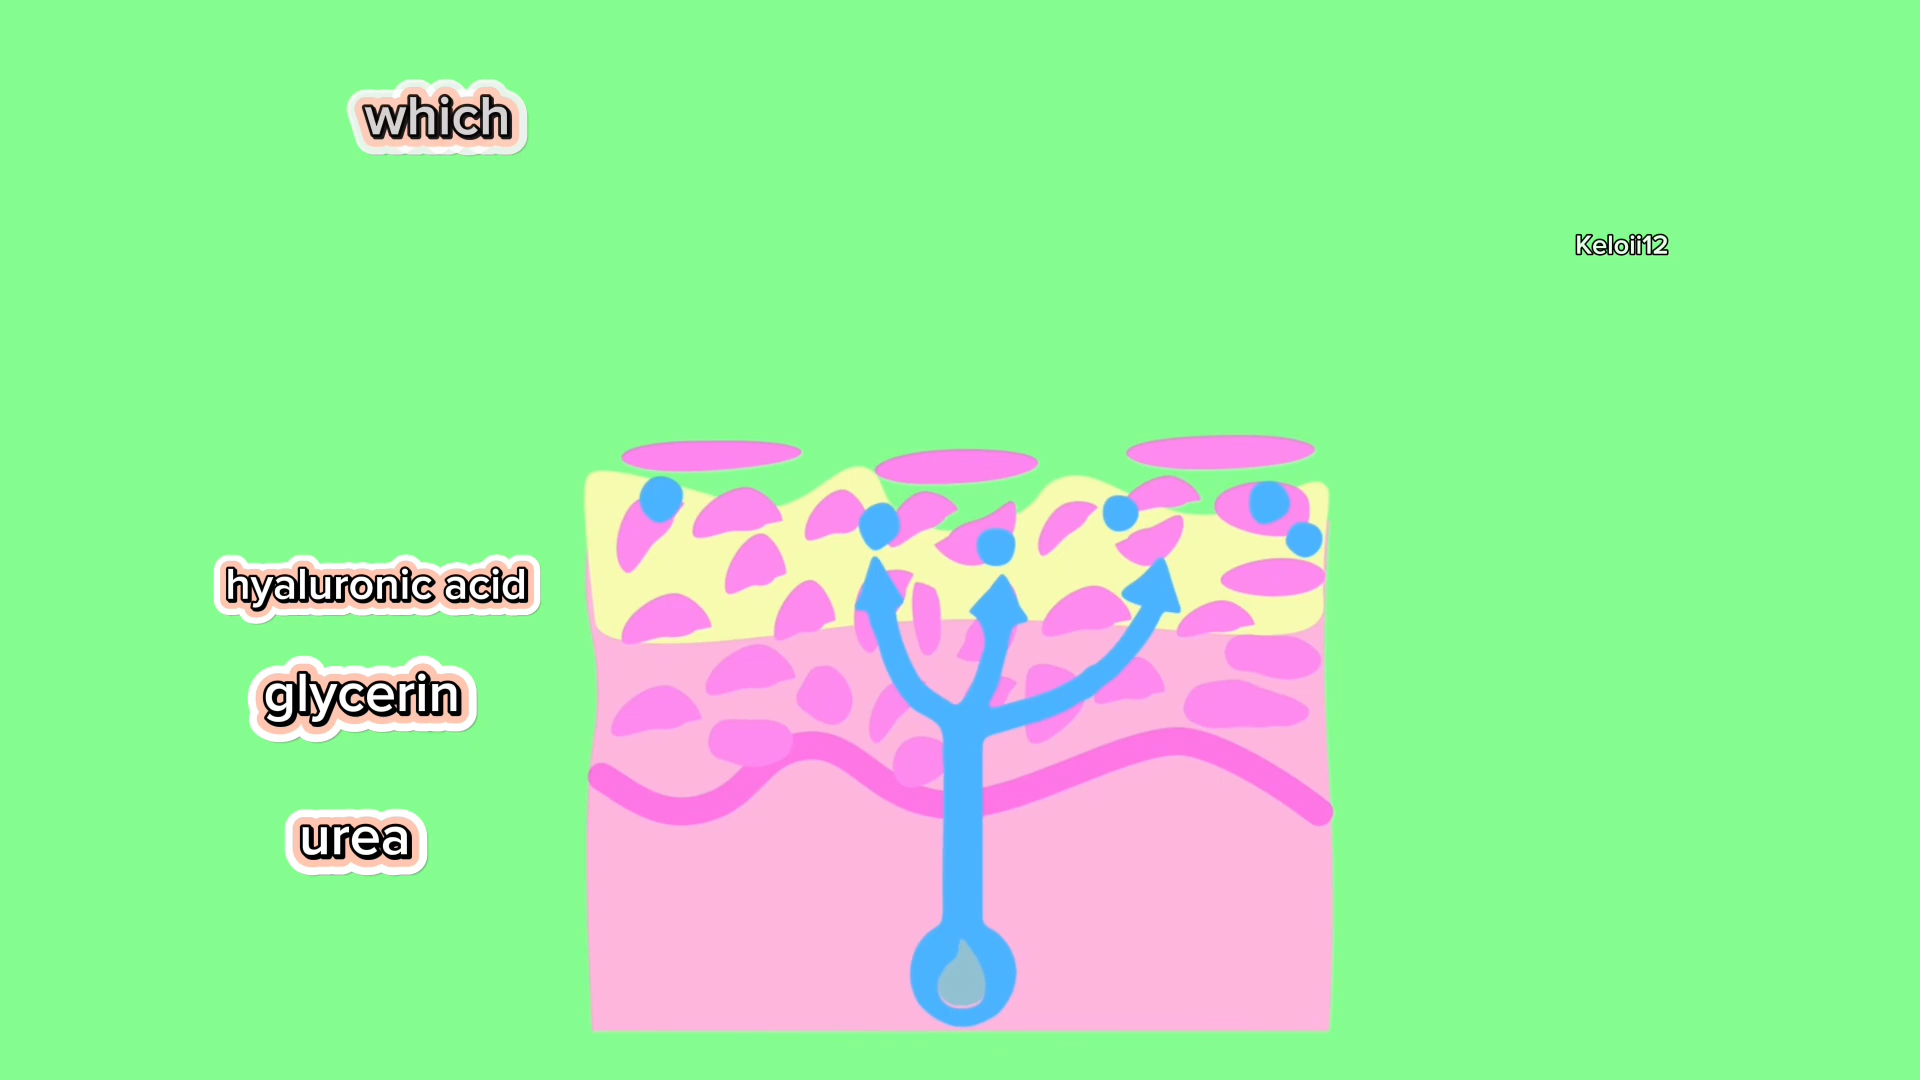 which
Keloii12
hyaluronic acid
glycerin
urea